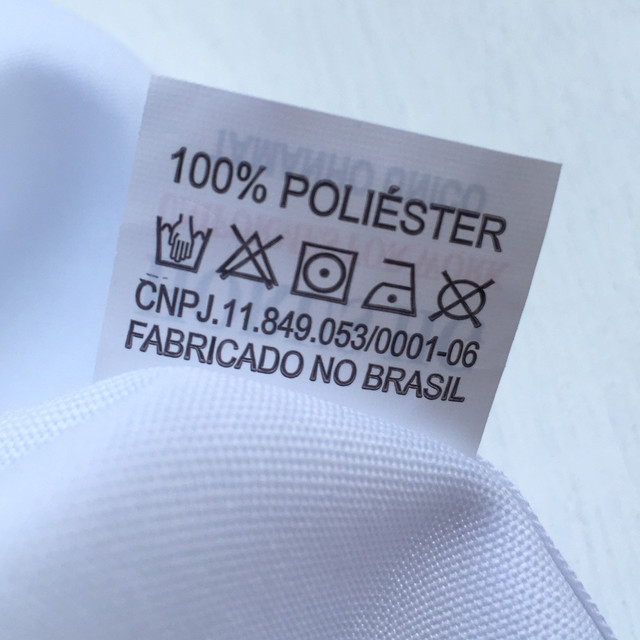 100% POLIÉSTER
CNPJ.11.849.053/0001-06
FABRICADO NO BRASIL